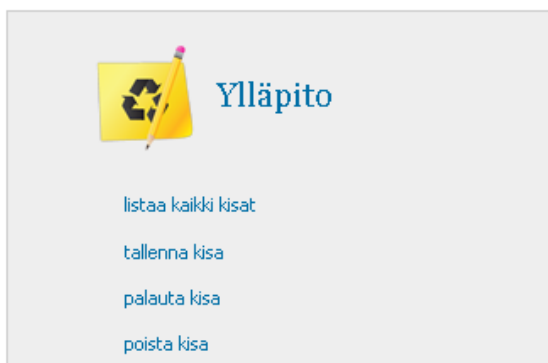 Ylläpito
listaa kaikki kisat
tallenna kisa
palauta kisa
poista kisa